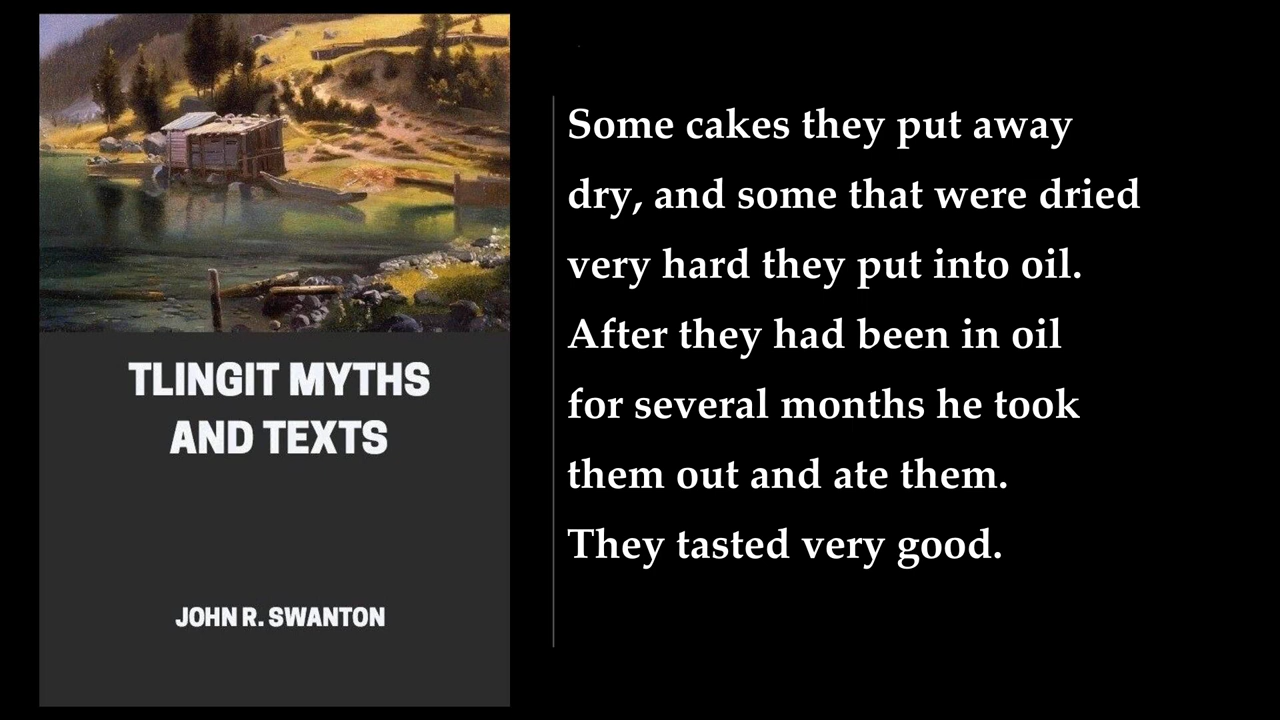 TLINGIT MYTHS
AND TEXTS
JOHN R. SWANTON
Some cakes they put away
dry, and some that were dried
very hard they put into oil.
After they had been in oil
for several months he took
them out and ate them.
They tasted very good.